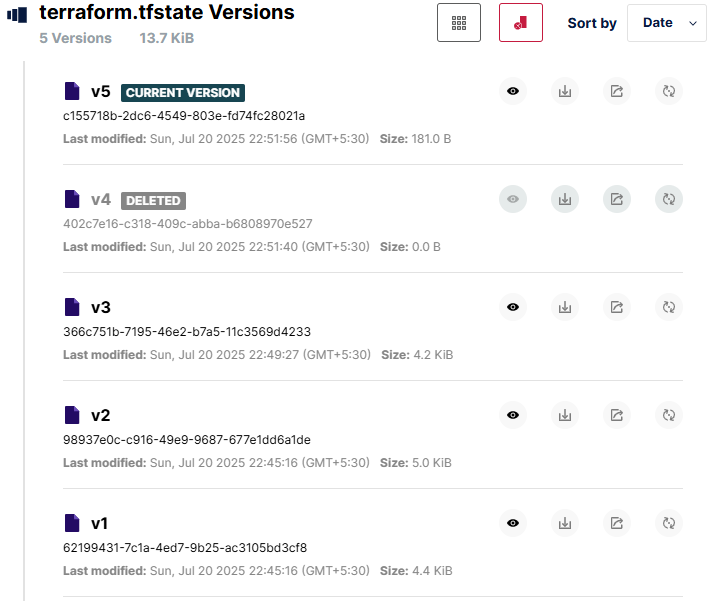 terraform.tfstate Versions
5 Versions 13.7 KiB
Sort by Date
v5 CURRENT VERSION
c155718b-2dc6-4549-803e-fd74fc28021a
Last modified: Sun, Jul 20 2025 22:51:56 (GMT+5:30) Size: 181.0 B
v4 DELETED
402c7e16-c318-409c-abba-b6808970e527
Last modified: Sun, Jul 20 2025 22:51:40 (GMT+5:30) Size: 0.0 B
v3
366c751b-7195-46e2-b7a5-11c3569d4233
Last modified: Sun, Jul 20 2025 22:49:27 (GMT+5:30) Size: 4.2 KiB
v2
98937e0c-c916-49e9-9687-677e1dd6a1de
Last modified: Sun, Jul 20 2025 22:45:16 (GMT+5:30) Size: 5.0 KiB
v1
62199431-7c1a-4ed7-9b25-ac3105bd3cf8
Last modified: Sun, Jul 20 2025 22:45:16 (GMT+5:30) Size: 4.4 KiB